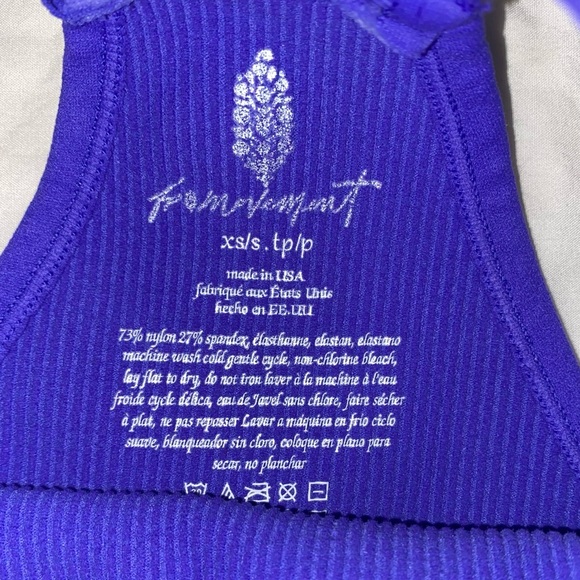 fp movement
xs/s . tp/p
made in USA
fabriqué aux États Unis
hecho en EE.UU
73% nylon 27% spandex, élasthanne, elastan, elastano
machine wash cold gentle cycle, non-chlorine bleach,
lay flat to dry, do not iron laver à la machine à l'eau
froide cycle délica, eau de Javel sans chlore, faire sécher
à plat, ne pas repasser Lavar a máquina en frio ciclo
suave, blanqueador sin cloro, coloque en plano para
secar, no planchar